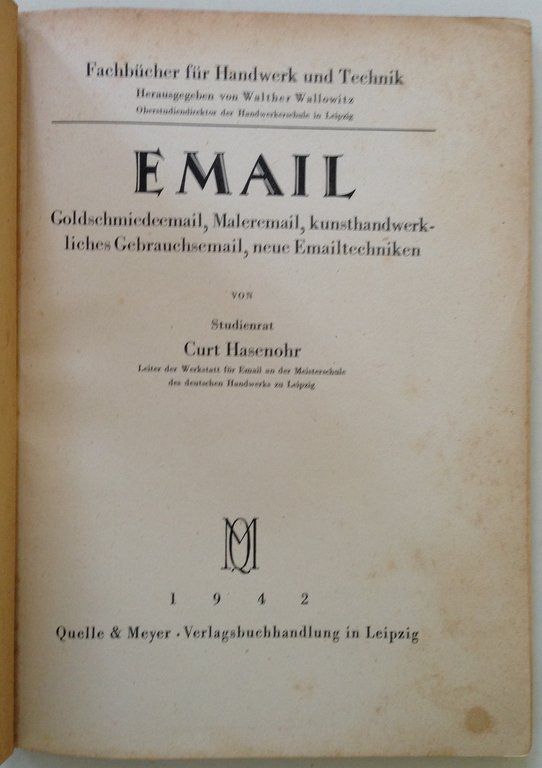 Fachbücher für Handwerk und Technik
Herausgegeben von Walther Wallowitz
Oberstudiendirektor der Handwerkerschule in Leipzig
EMAIL
Goldschmiedeemail, Maleremail, kunsthandwerk-
liches Gebrauchsemail, neue Emailtechniken
VON
Studienrat
Curt Hasenohr
Leiter der Werkstatt für Email an der Meisterschule
des deutschen Handwerks zu Leipzig
QM
1 9 4 2
Quelle & Meyer · Verlagsbuchhandlung in Leipzig